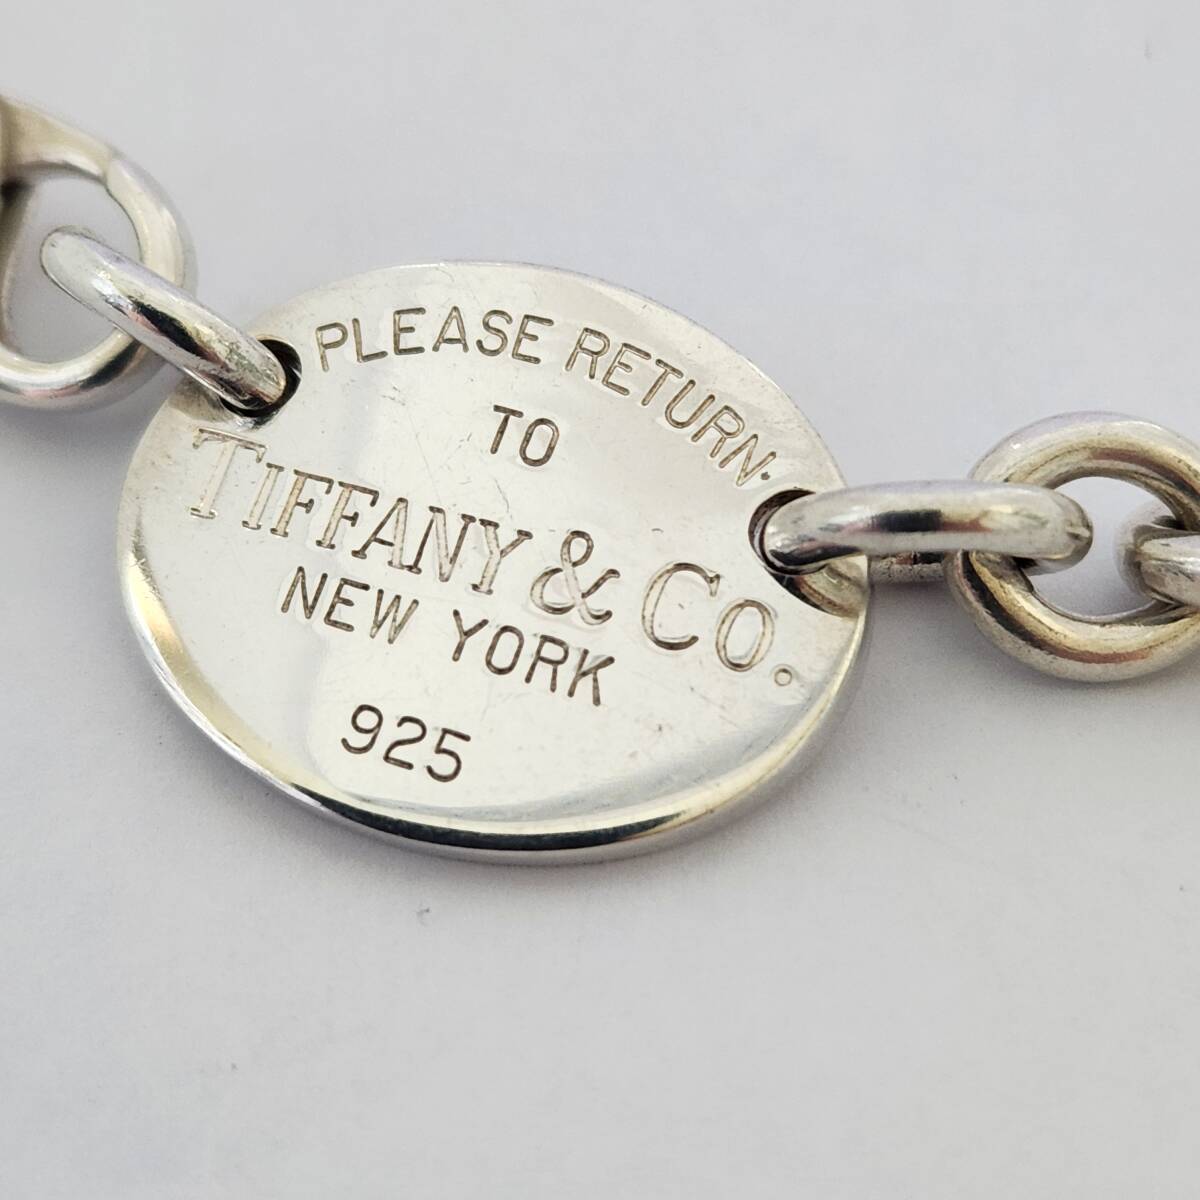 PLEASE RETURN
TO
TIFFANY & CO.
NEW YORK
925